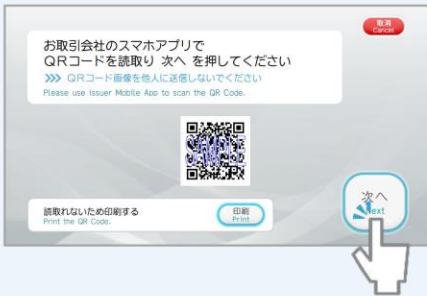 取消
Cancel
お取引会社のスマホアプリで
QRコードを読取り 次へ を押してください
>>> QRコード画像を他人に送信しないでください
Please use issuer Mobile App to scan the QR Code.
SAMPLE
読取れないため印刷する
Print the QR Code.
印刷
Print
次へ
Next